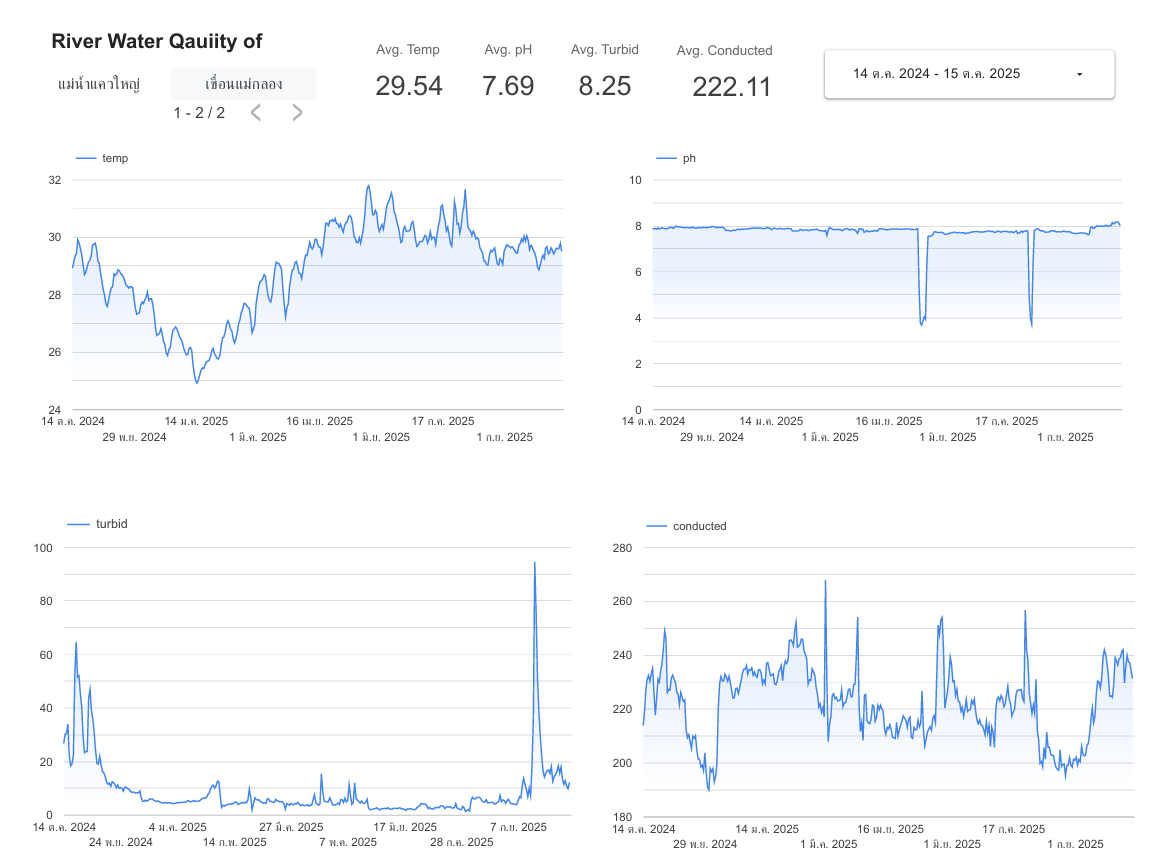 River Water Qauiity of
แม่น้ำแควใหญ่
เขื่อนแม่กลอง
1 - 2 / 2
Avg. Temp
29.54
Avg. pH
7.69
Avg. Turbid
8.25
Avg. Conducted
222.11
14 ต.ค. 2024 - 15 ต.ค. 2025
temp
32
30
28
26
24
14 ต.ค. 2024
14 ม.ค. 2025
16 เม.ย. 2025
17 ก.ค. 2025
29 พ.ย. 2024
1 มี.ค. 2025
1 มิ.ย. 2025
1 ก.ย. 2025
ph
10
8
6
4
2
0
14 ต.ค. 2024
14 ม.ค. 2025
16 เม.ย. 2025
17 ก.ค. 2025
29 พ.ย. 2024
1 มี.ค. 2025
1 มิ.ย. 2025
1 ก.ย. 2025
turbid
100
80
60
40
20
0
14 ต.ค. 2024
4 ม.ค. 2025
27 มี.ค. 2025
17 มิ.ย. 2025
7 ก.ย. 2025
24 พ.ย. 2024
14 ก.พ. 2025
7 พ.ค. 2025
28 ก.ค. 2025
conducted
280
260
240
220
200
180
14 ต.ค. 2024
14 ม.ค. 2025
16 เม.ย. 2025
17 ก.ค. 2025
29 พ.ย. 2024
1 มี.ค. 2025
1 มิ.ย. 2025
1 ก.ย. 2025